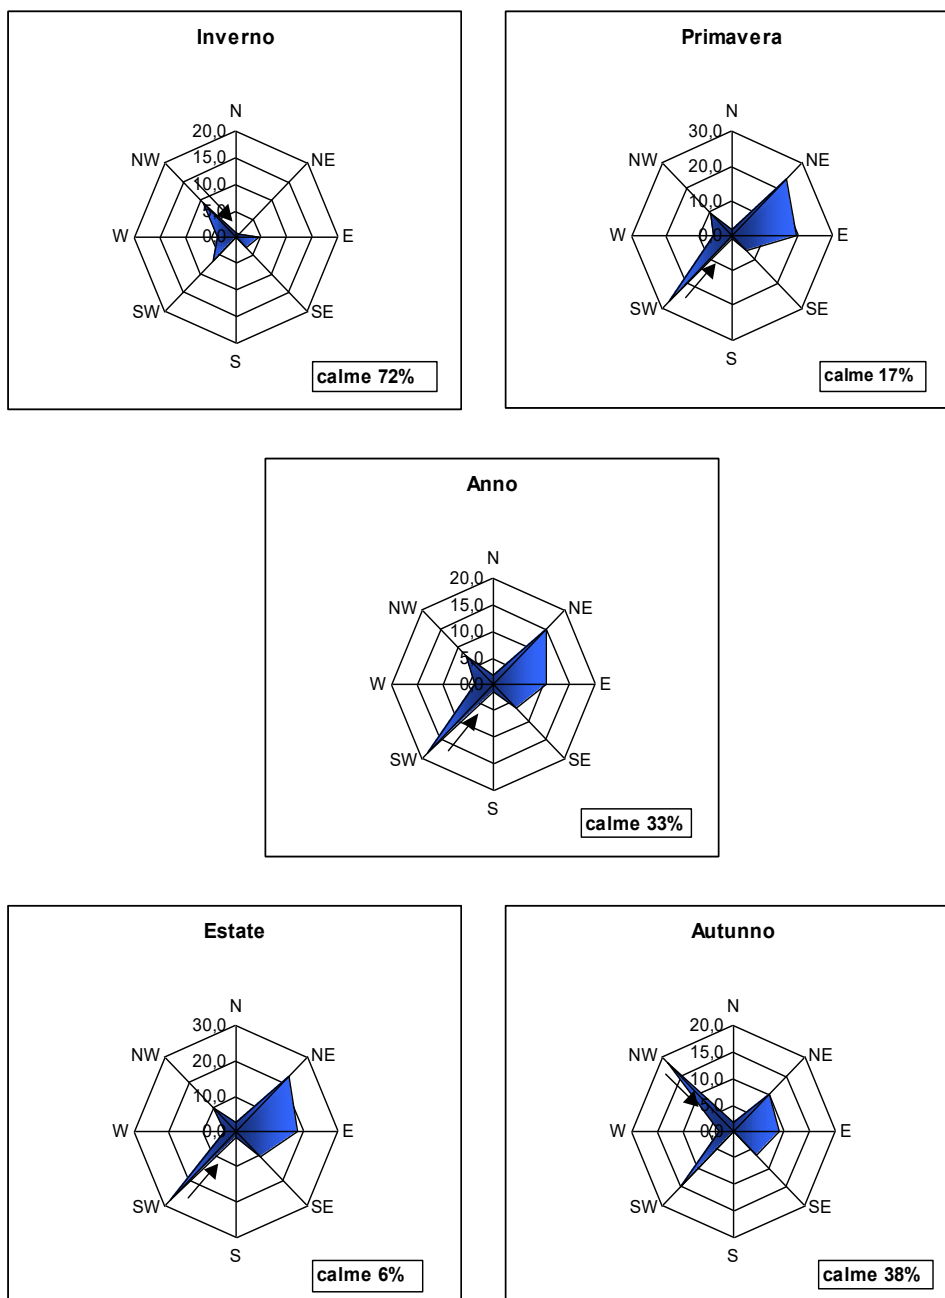 Inverno
N
20,0
NW
15,0
NE
10,0
5,0
W
0,0
E
SW
SE
S
calme 72%
Primavera
N
30,0
NW
20,0
NE
10,0
W
0,0
E
SW
SE
S
calme 17%
Anno
N
20,0
NW
15,0
NE
10,0
5,0
W
0,0
E
SW
SE
S
calme 33%
Estate
N
30,0
NW
20,0
NE
10,0
W
0,0
E
SW
SE
S
calme 6%
Autunno
N
20,0
NW
15,0
NE
10,0
5,0
W
0,0
E
SW
SE
S
calme 38%